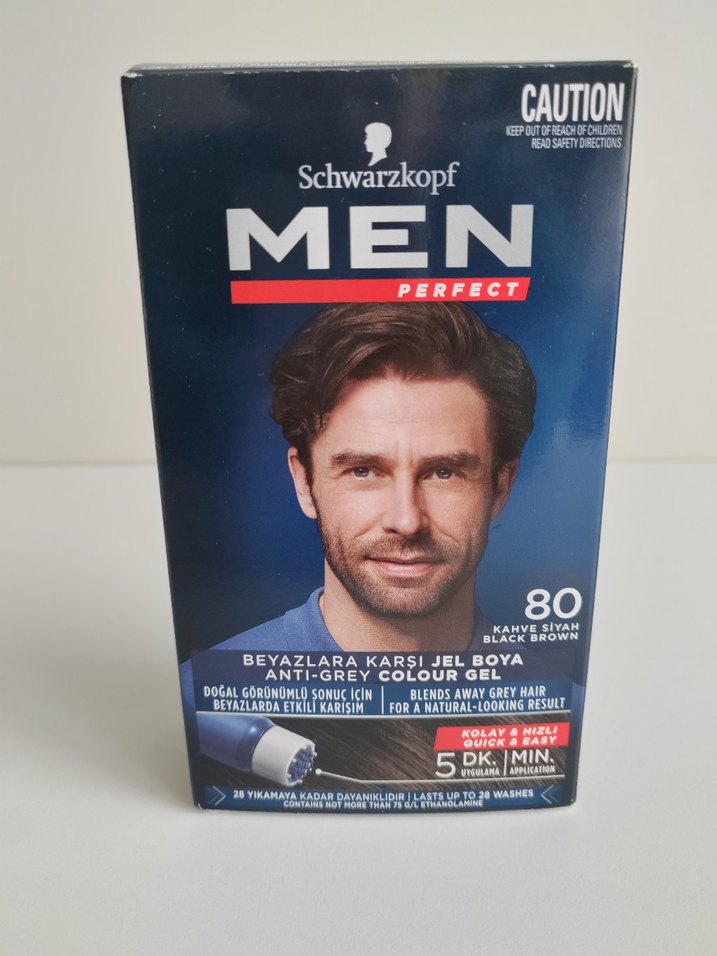 CAUTION
KEEP OUT OF REACH OF CHILDREN
READ SAFETY DIRECTIONS
Schwarzkopf
MEN
PERFECT
80
KAHVE SİYAH
BLACK BROWN
BEYAZLARA KARŞI JEL BOYA
ANTI-GREY COLOUR GEL
DOĞAL GÖRÜNÜMLÜ SONUÇ İÇİN
BEYAZLARDA ETKİLİ KARIŞIM
BLENDS AWAY GREY HAIR
FOR A NATURAL-LOOKING RESULT
KOLAY & HIZLI
QUICK & EASY
5 DK. | MIN.
UYGULAMA APPLICATION
28 YIKAMAYA KADAR DAYANIKLIDIR | LASTS UP TO 28 WASHES
CONTAINS NOT MORE THAN 75 G/L ETHANOLAMINE